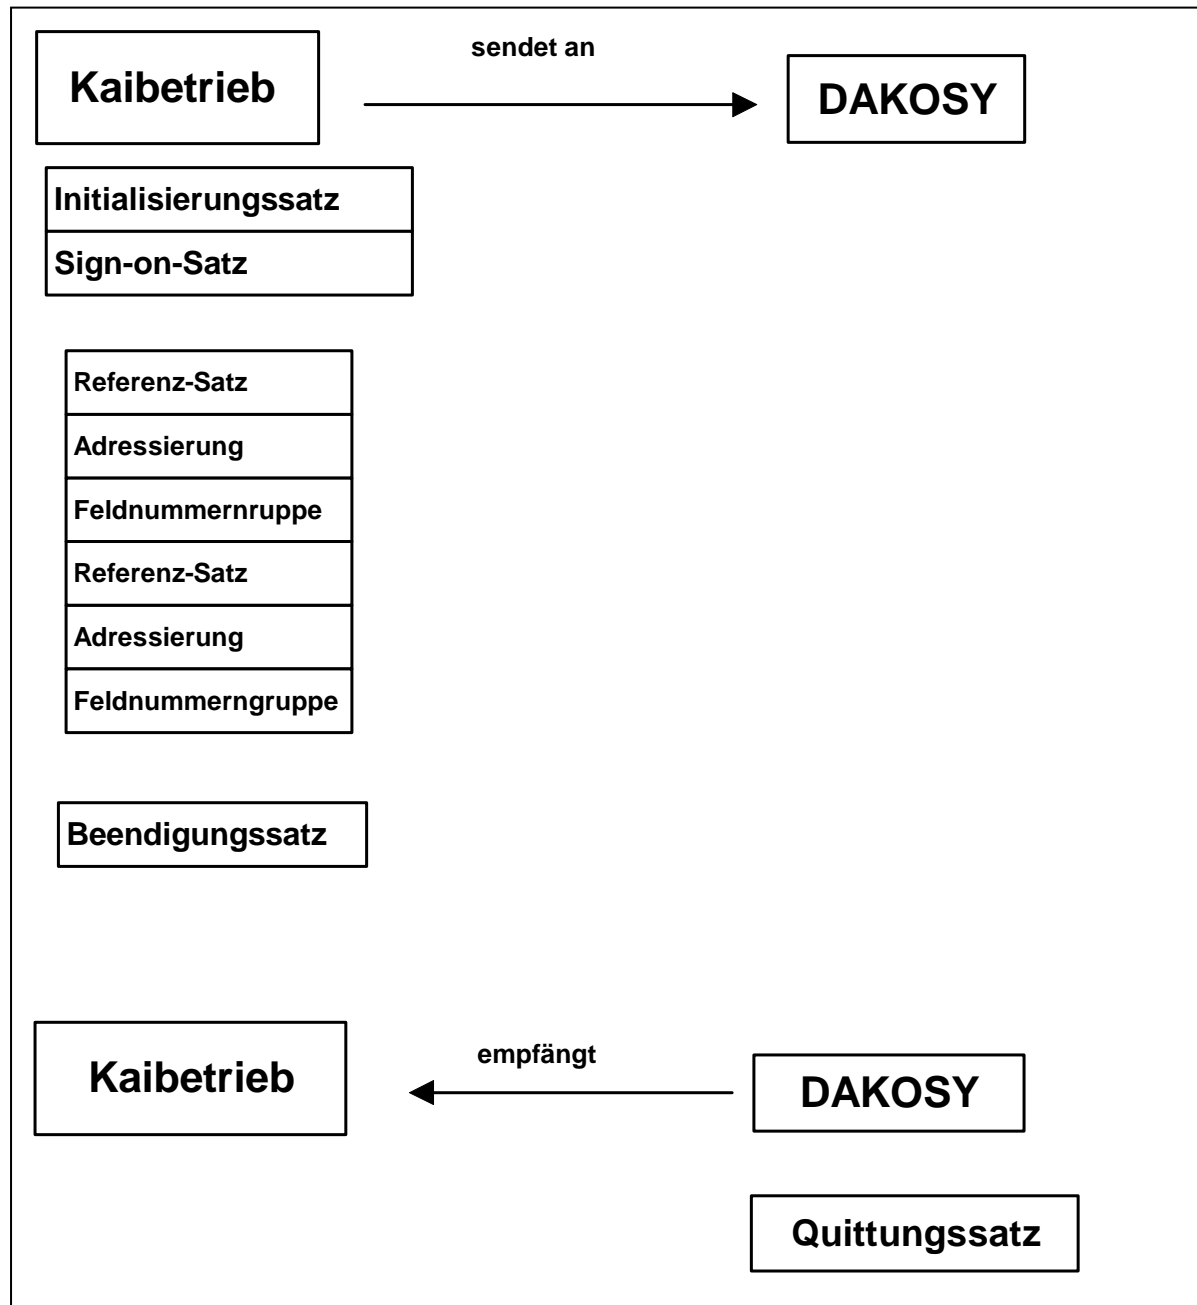 sendet an
Kaibetrieb
DAKOSY
Initialisierungssatz
Sign-on-Satz
Referenz-Satz
Adressierung
Feldnummernruppe
Referenz-Satz
Adressierung
Feldnummerngruppe
Beendigungssatz
empfängt
Kaibetrieb
DAKOSY
Quittungssatz